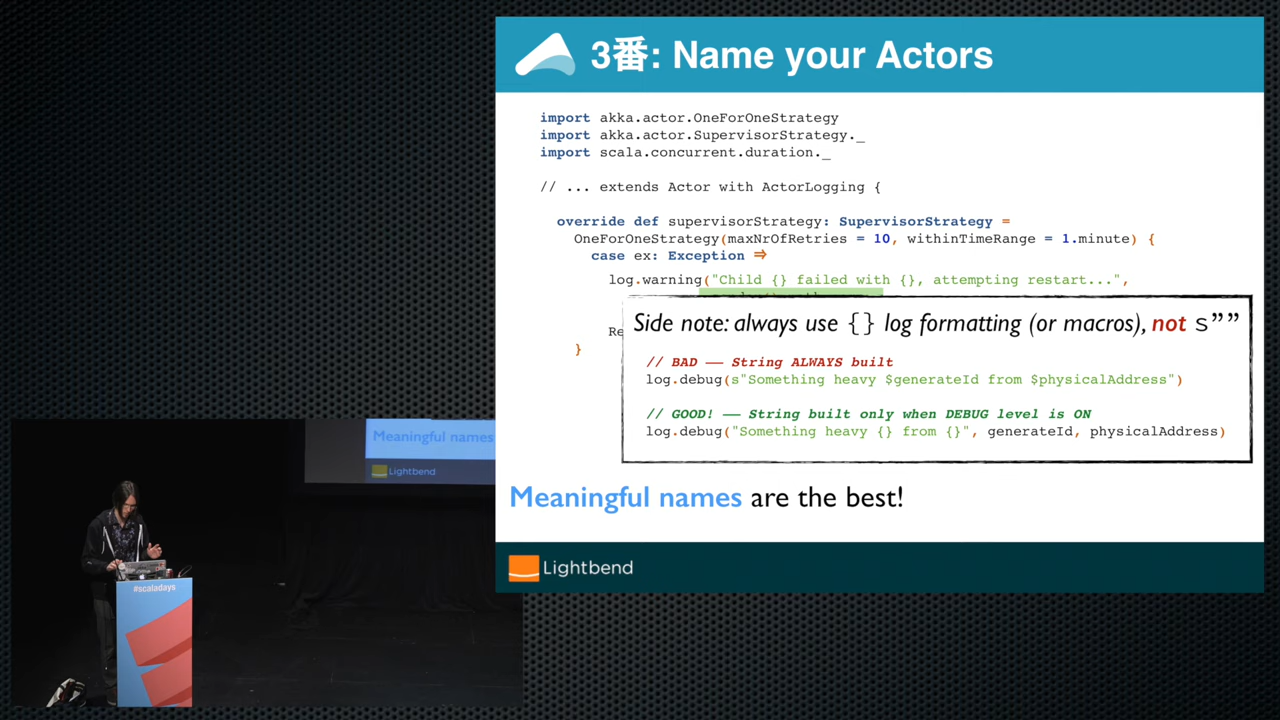 3番: Name your Actors
import akka.actor.OneForOneStrategy
import akka.actor.SupervisorStrategy._
import scala.concurrent.duration._
// ... extends Actor with ActorLogging {
override def supervisorStrategy: SupervisorStrategy =
OneForOneStrategy(maxNrOfRetries = 10, withinTimeRange = 1.minute) {
case ex: Exception ⇒
log.warning("Child {} failed with {}, attempting restart...",
Re
}
Side note: always use {} log formatting (or macros), not s””
// BAD –– String ALWAYS built
log.debug(s"Something heavy $generateId from $physicalAddress")
// GOOD! –– String built only when DEBUG level is ON
log.debug("Something heavy {} from {}", generateId, physicalAddress)
Meaningful names are the best!
Lightbend
Meaningful names
Lightbend
#scaladays